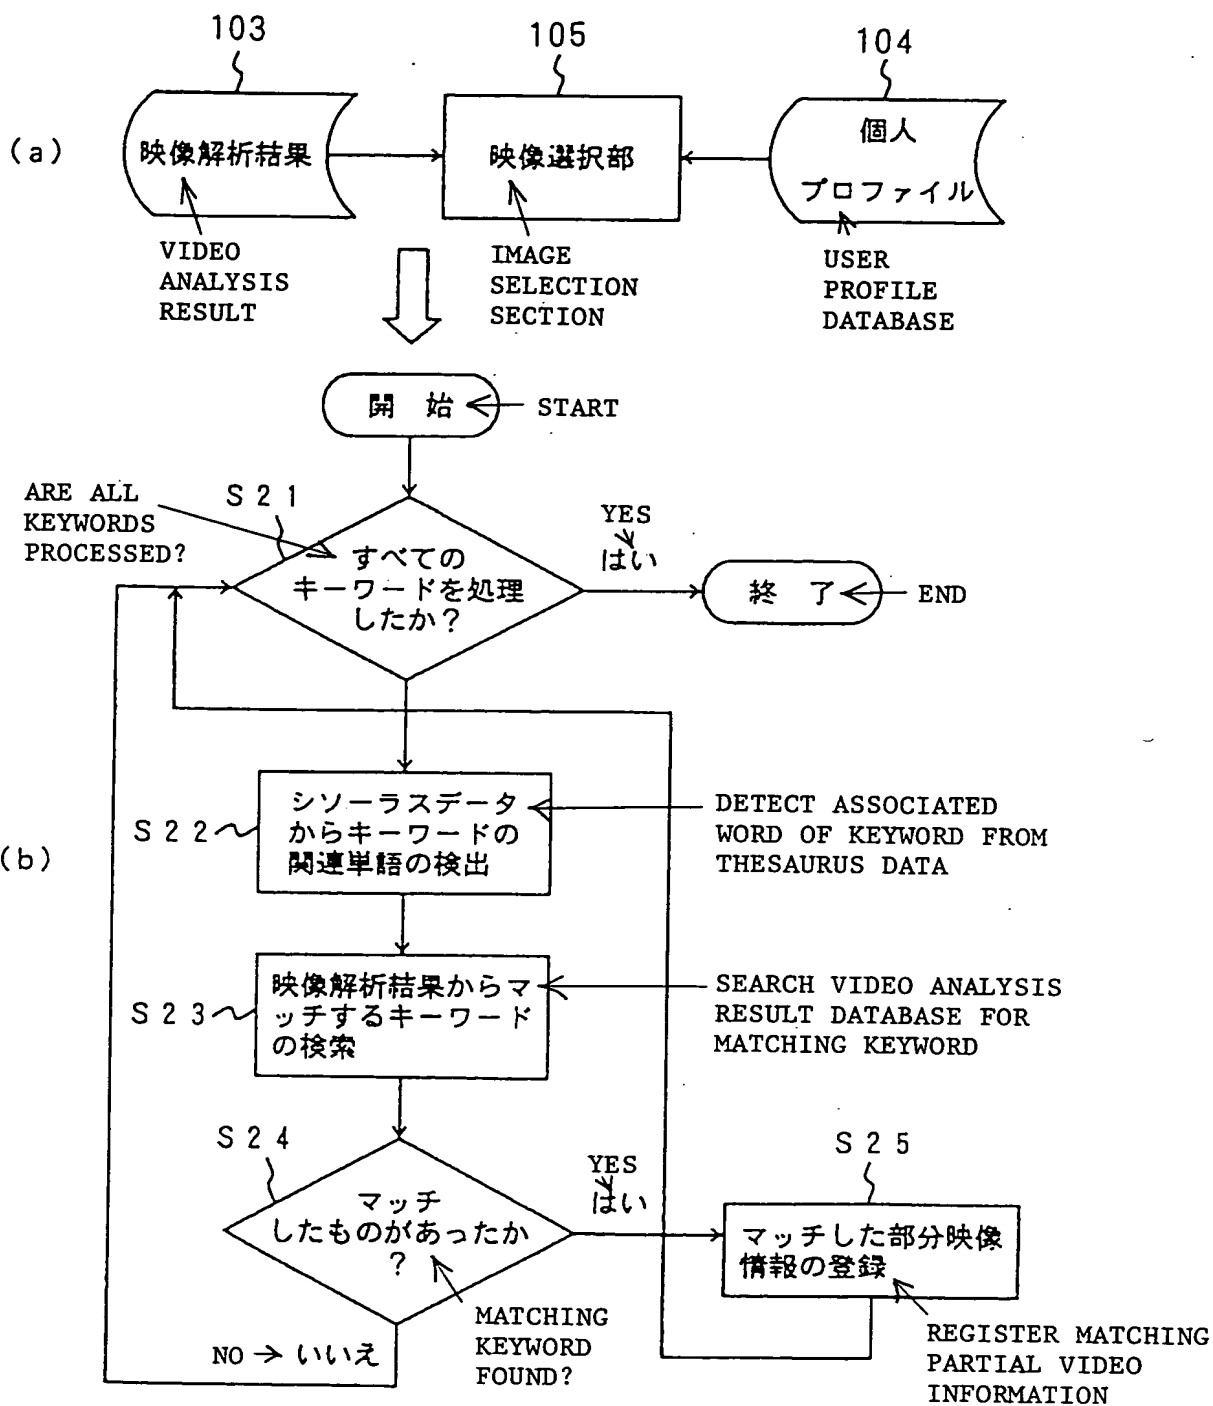 103
105
104
(a)
映像解析結果
映像選択部
個人
プロファイル
VIDEO
ANALYSIS
RESULT
IMAGE
SELECTION
SECTION
USER
PROFILE
DATABASE
開始
START
ARE ALL
KEYWORDS
PROCESSED?
S21
すべての
キーワードを処理
したか？
YES
はい
終了
END
(b)
S22
シソーラスデータ
からキーワードの
関連単語の検出
DETECT ASSOCIATED
WORD OF KEYWORD FROM
THESAURUS DATA
S23
映像解析結果からマ
ッチするキーワード
の検索
SEARCH VIDEO ANALYSIS
RESULT DATABASE FOR
MATCHING KEYWORD
S24
マッチ
したものがあったか
？
YES
はい
S25
マッチした部分映像
情報の登録
MATCHING
KEYWORD
FOUND?
NO → いいえ
REGISTER MATCHING
PARTIAL VIDEO
INFORMATION